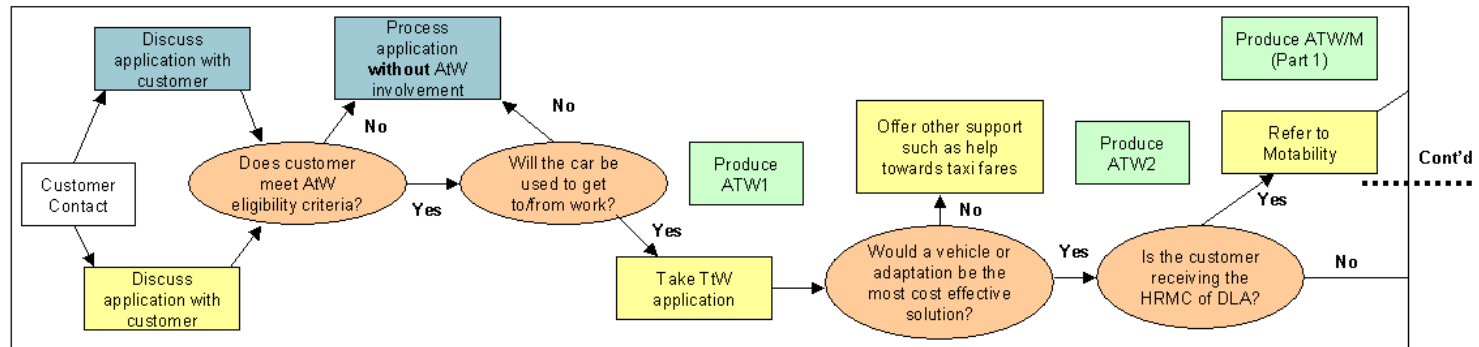 Discuss
application with
customer
Process
application
without AtW
involvement
Produce ATW/M
(Part 1)
No
No
No
Offer other support
such as help
towards taxi fares
Produce
ATW2
Refer to
Motability
Cont'd
Customer
Contact
Does customer
meet AtW
eligibility criteria?
Yes
Will the car be
used to get
to/from work?
Produce
ATW1
Yes
No
Yes
Discuss
application with
customer
Take TtW
application
Would a vehicle or
adaptation be the
most cost effective
solution?
Yes
Is the customer
receiving the
HRMC of DLA?
No